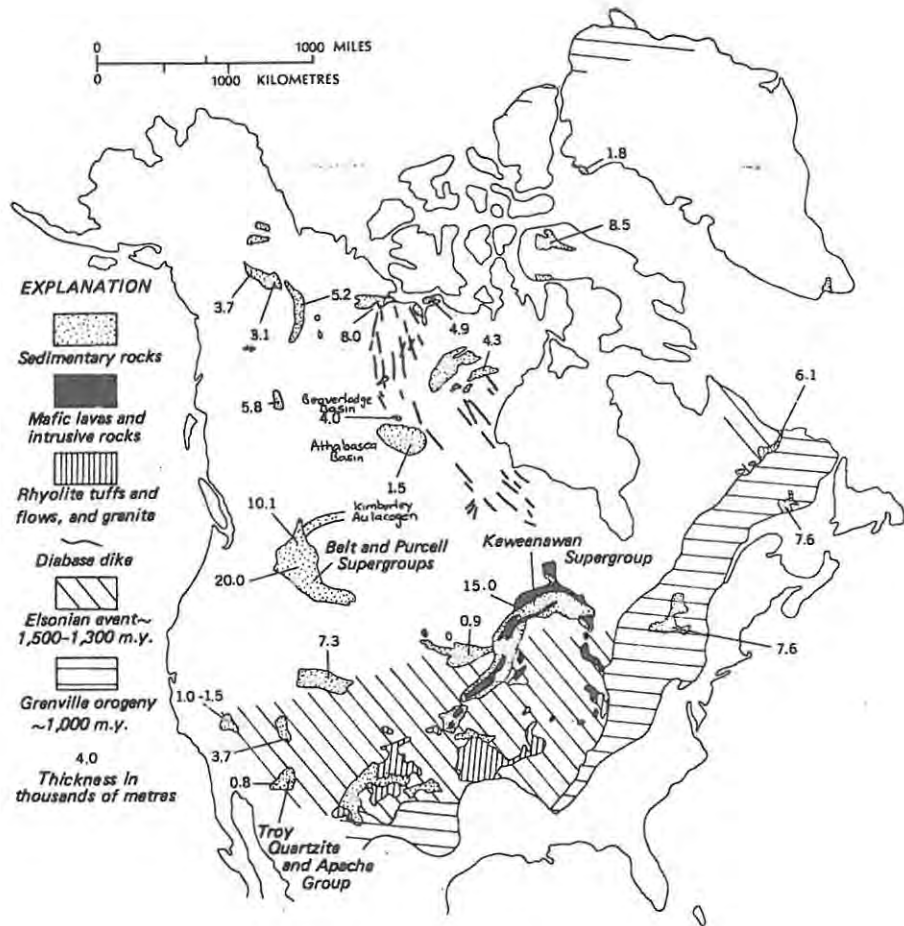 0 1000 MILES
0 1000
KILOMETRES
1.8
8.5
EXPLANATION
Sedimentary rocks
Mafic lavas and
intrusive rocks
Rhyolite tuffs and
flows, and granite
Diabase dike
Elsonian event~
1,500-1,300 m.y.
Grenville orogeny
~1,000 m.y.
4.0
Thickness in
thousands of metres
3.7
3.1
5.2
8.0
4.9
4.3
5.8
Beaverlodge
Basin
4.0
Athabasca
Basin
1.5
6.1
7.6
10.1
Kimberley
Aulacogen
Belt and Purcell
Supergroups
20.0
Keweenawan
Supergroup
15.0
0.9
7.6
7.3
1.0-1.5
3.7
0.8
Troy
Quartzite
and Apache
Group